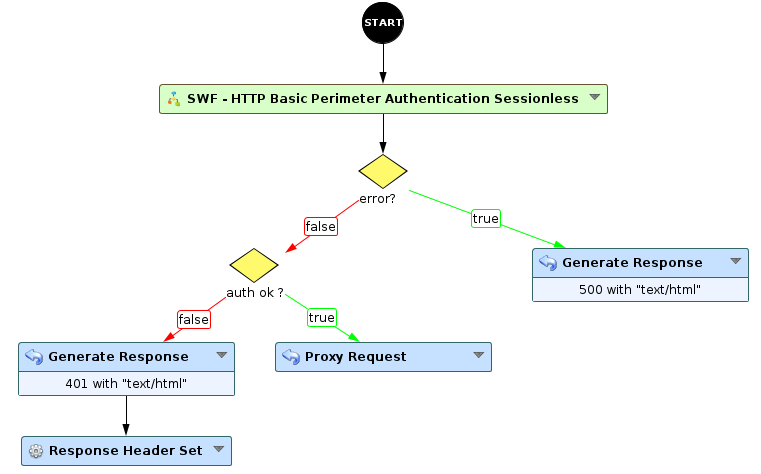 START
SWF - HTTP Basic Perimeter Authentication Sessionless
error?
false
true
Generate Response
500 with "text/html"
auth ok ?
false
true
Generate Response
401 with "text/html"
Proxy Request
Response Header Set